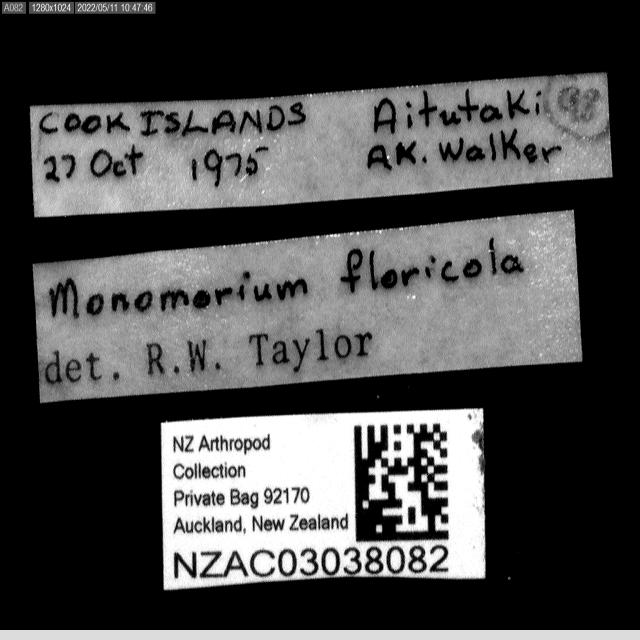 A082 1280x1024 2022/05/11 10:47:46
COOK ISLANDS Aitutaki 98
27 Oct 1975 A.K. Walker
Monomorium floricola
det. R.W. Taylor
NZ Arthropod
Collection
Private Bag 92170
Auckland, New Zealand
NZAC03038082